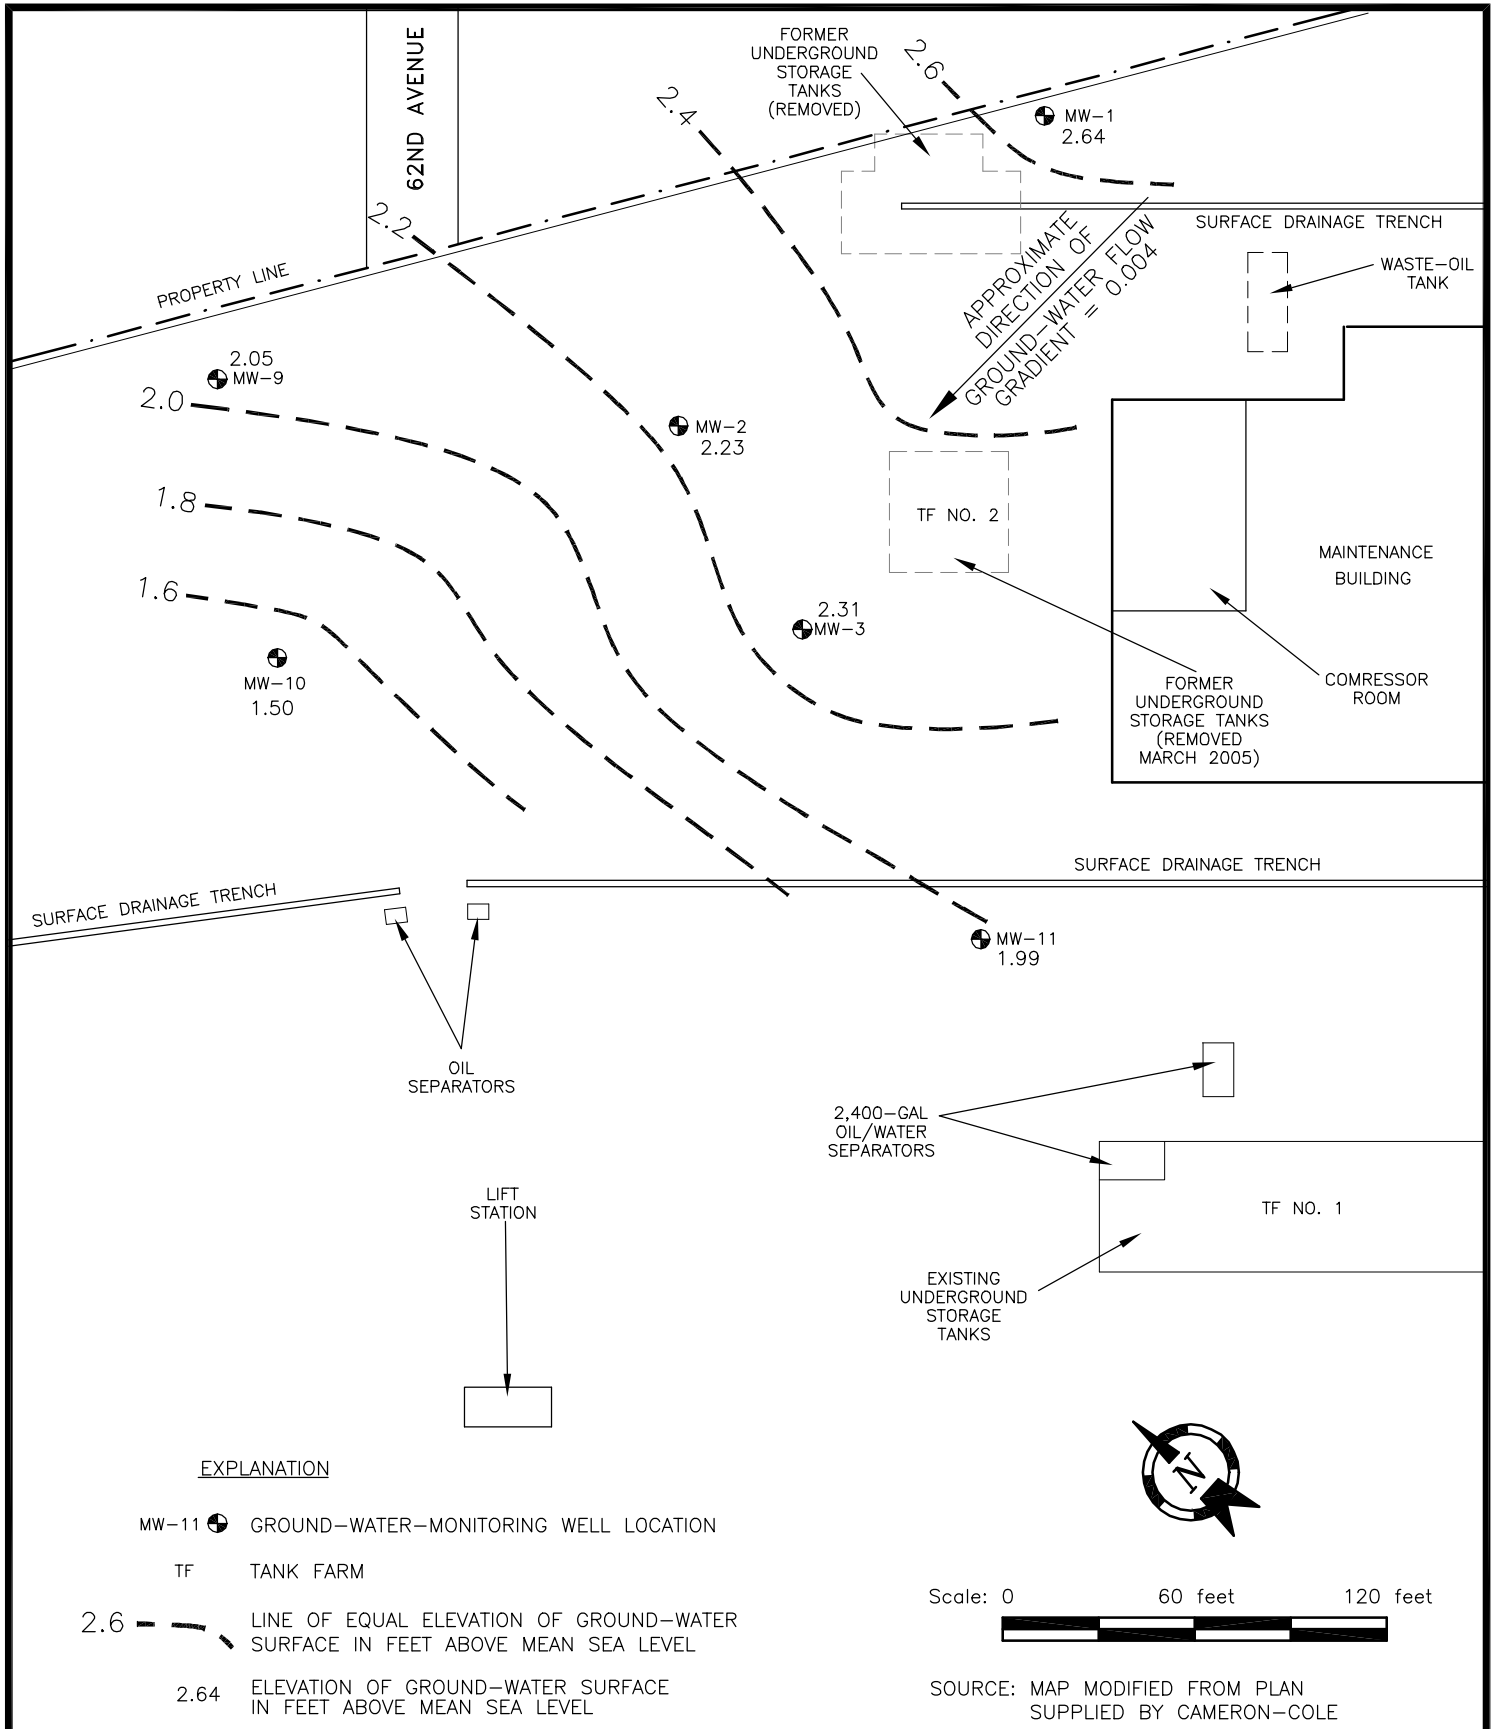 62ND AVENUE
FORMER
UNDERGROUND
STORAGE
TANKS
(REMOVED)
2.6
2.4
MW-1
2.64
2.2
SURFACE DRAINAGE TRENCH
APPROXIMATE
DIRECTION OF
GROUND-WATER FLOW
GRADIENT = 0.004
WASTE-OIL
TANK
PROPERTY LINE
2.05
MW-9
2.0
MW-2
2.23
1.8
TF NO. 2
MAINTENANCE
BUILDING
1.6
2.31
MW-3
MW-10
1.50
FORMER
UNDERGROUND
STORAGE TANKS
(REMOVED
MARCH 2005)
COMRESSOR
ROOM
SURFACE DRAINAGE TRENCH
SURFACE DRAINAGE TRENCH
MW-11
1.99
OIL
SEPARATORS
2,400-GAL
OIL/WATER
SEPARATORS
LIFT
STATION
TF NO. 1
EXISTING
UNDERGROUND
STORAGE
TANKS
N
EXPLANATION
MW-11 GROUND-WATER-MONITORING WELL LOCATION
TF TANK FARM
2.6 LINE OF EQUAL ELEVATION OF GROUND-WATER
SURFACE IN FEET ABOVE MEAN SEA LEVEL
2.64 ELEVATION OF GROUND-WATER SURFACE
IN FEET ABOVE MEAN SEA LEVEL
Scale: 0 60 feet 120 feet
SOURCE: MAP MODIFIED FROM PLAN
SUPPLIED BY CAMERON-COLE